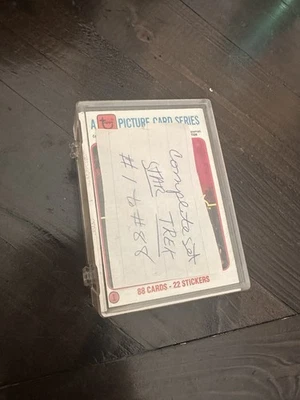 A PICTURE CARD SERIES
Complete set
STAR TREK
#1 to #88
88 CARDS - 22 STICKERS